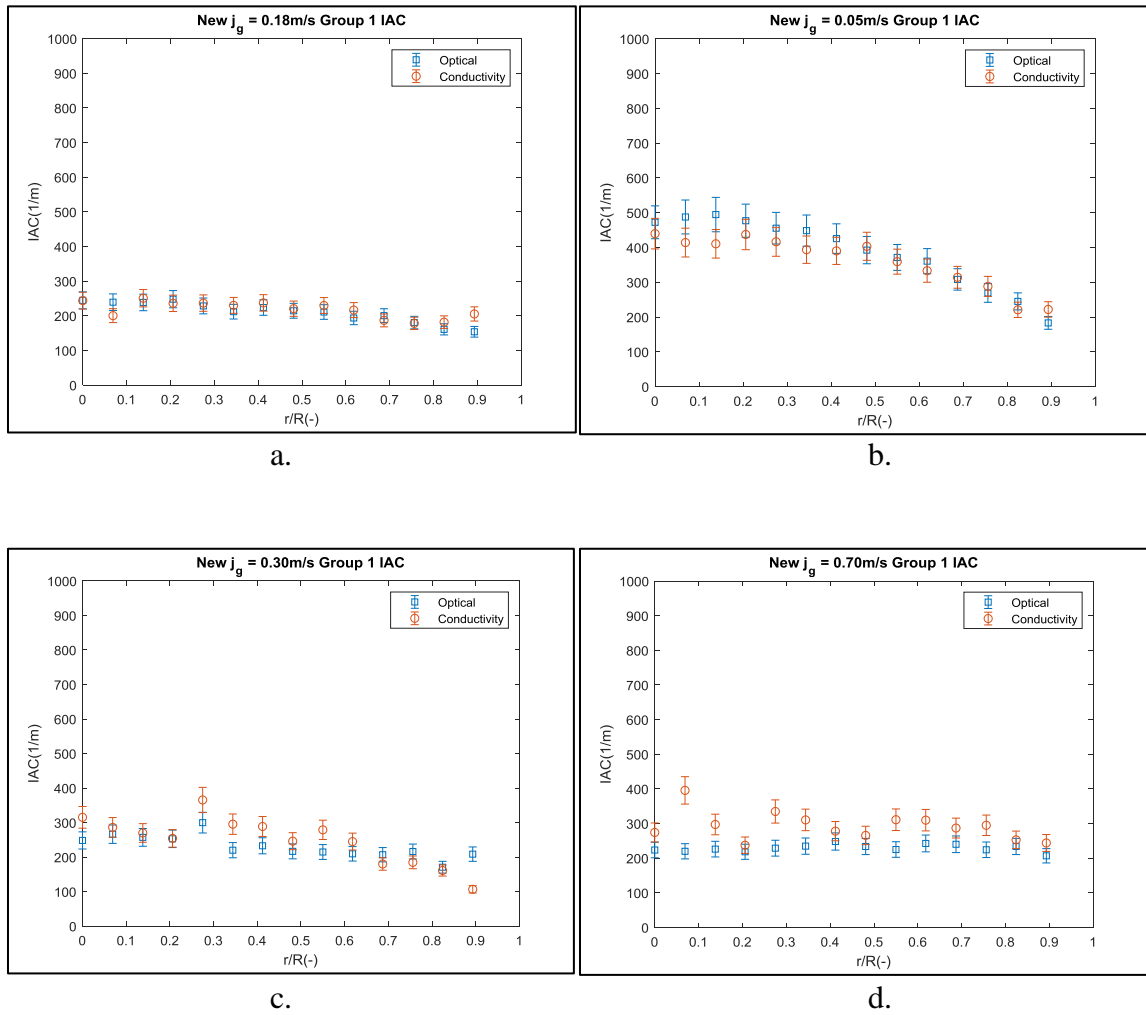 New j_g = 0.18m/s Group 1 IAC
1000
900
800
700
600
500
400
300
200
100
0
IAC(1/m)
Optical
Conductivity
0 0.1 0.2 0.3 0.4 0.5 0.6 0.7 0.8 0.9 1
r/R(-)
a.
New j_g = 0.05m/s Group 1 IAC
1000
900
800
700
600
500
400
300
200
100
0
IAC(1/m)
Optical
Conductivity
0 0.1 0.2 0.3 0.4 0.5 0.6 0.7 0.8 0.9 1
r/R(-)
b.
New j_g = 0.30m/s Group 1 IAC
1000
900
800
700
600
500
400
300
200
100
0
IAC(1/m)
Optical
Conductivity
0 0.1 0.2 0.3 0.4 0.5 0.6 0.7 0.8 0.9 1
r/R(-)
c.
New j_g = 0.70m/s Group 1 IAC
1000
900
800
700
600
500
400
300
200
100
0
IAC(1/m)
Optical
Conductivity
0 0.1 0.2 0.3 0.4 0.5 0.6 0.7 0.8 0.9 1
r/R(-)
d.